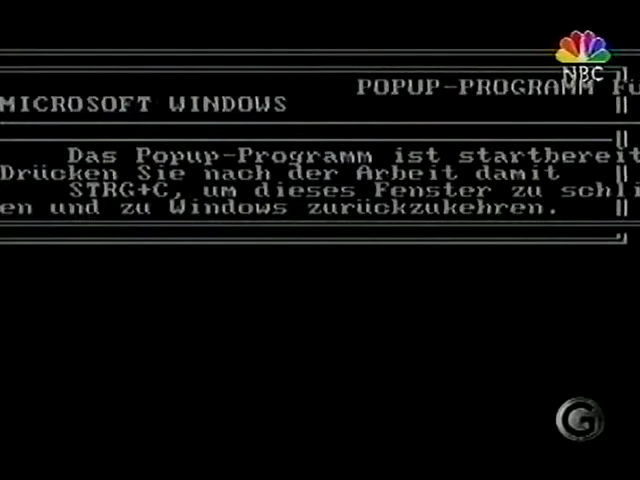 NBC
POPUP-PROGRAMM FÜ
MICROSOFT WINDOWS
Das Popup-Programm ist startbereit
Drücken Sie nach der Arbeit damit
STRG+C, um dieses Fenster zu schli
en und zu Windows zurückzukehren.
G